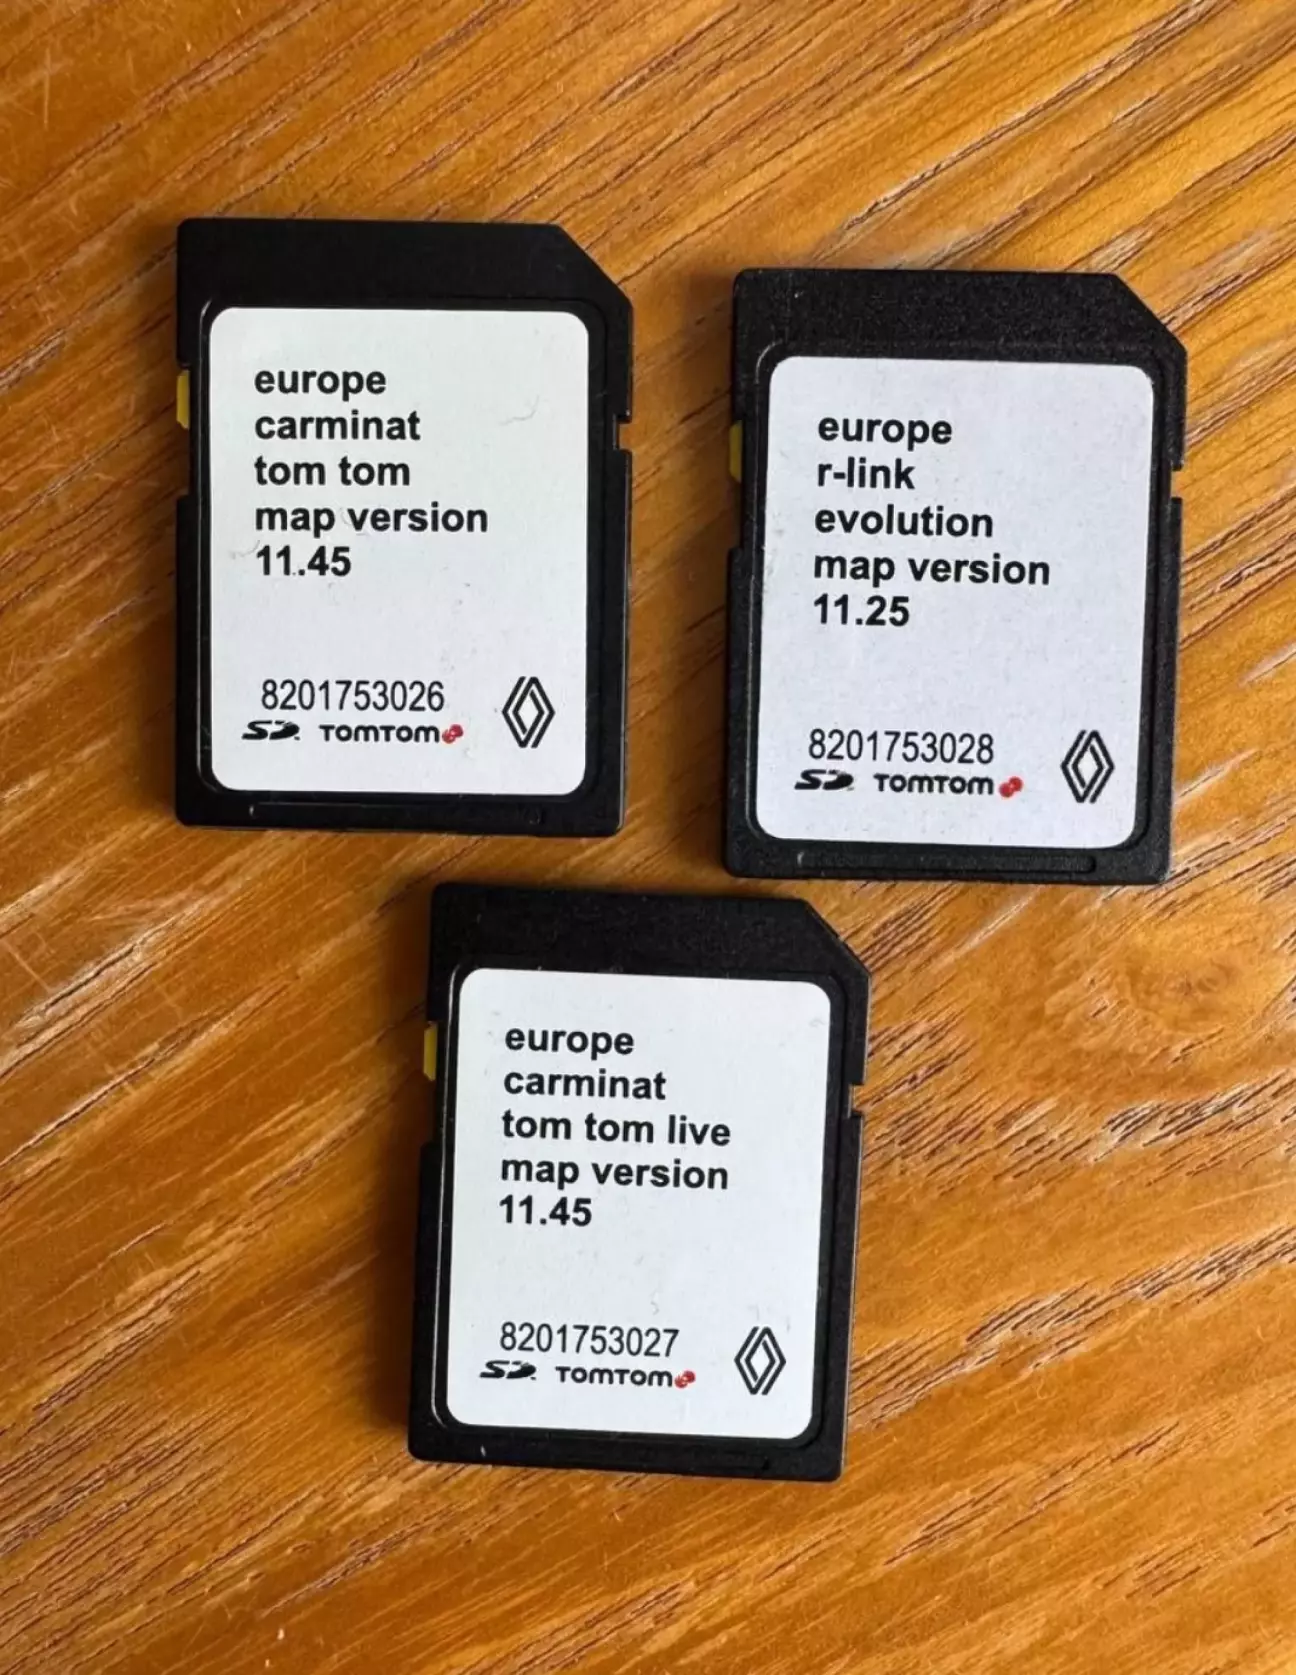 europe
carminat
tom tom
map version
11.45
8201753026
SD TOMTOM
europe
r-link
evolution
map version
11.25
8201753028
SD TOMTOM
europe
carminat
tom tom live
map version
11.45
8201753027
SD TOMTOM